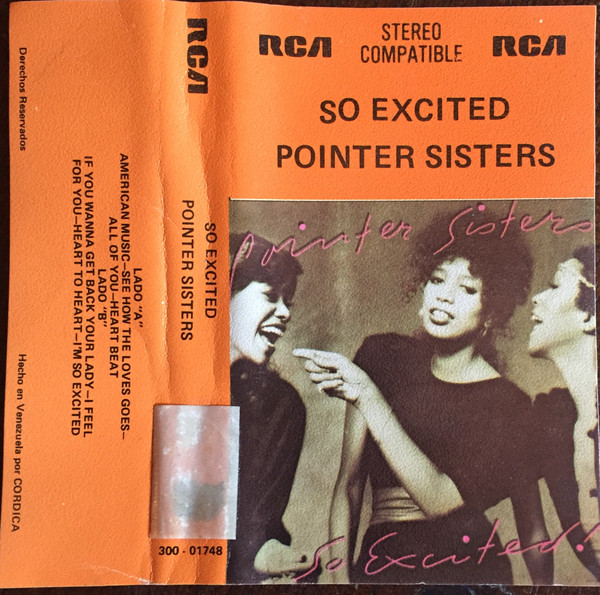 RCA
STEREO
COMPATIBLE
RCA
SO EXCITED
POINTER SISTERS
Pointer Sisters
So Excited!
RCA
SO EXCITED
POINTER SISTERS
300 - 01748
LADO "A"
AMERICAN MUSIC—SEE HOW THE LOVES GOES—
ALL OF YOU—HEART BEAT
LADO "B"
IF YOU WANNA GET BACK YOUR LADY—I FEEL
FOR YOU—HEART TO HEART—I'M SO EXCITED
Derechos Reservados
Hecho en Venezuela por CORDICA